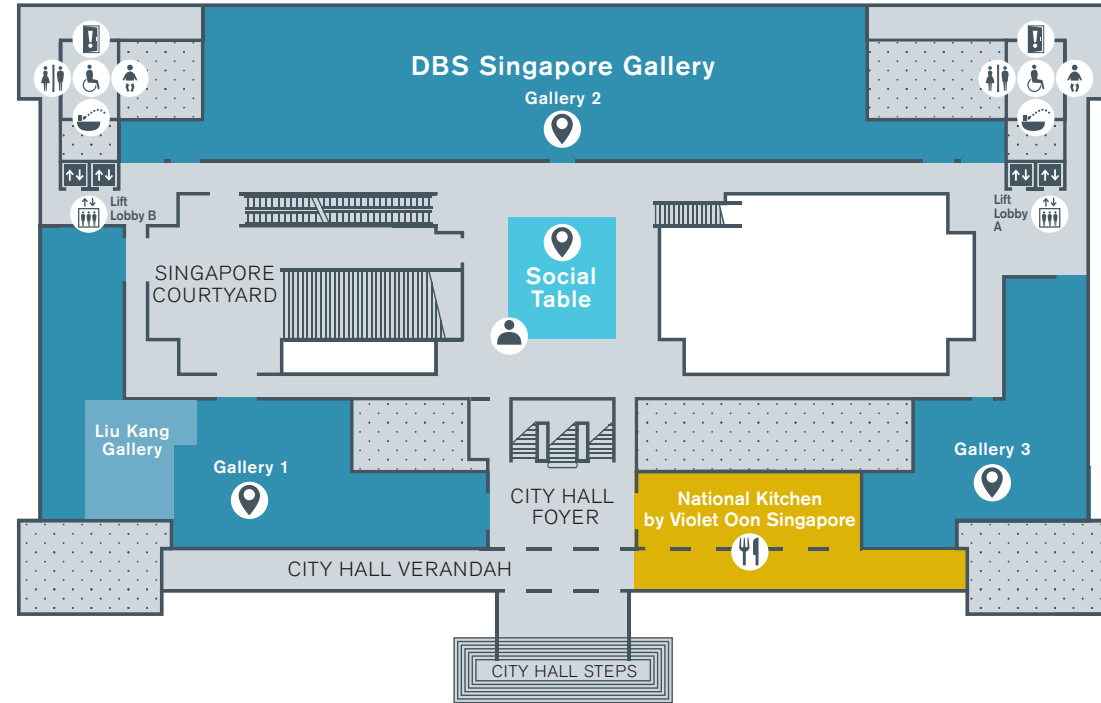 DBS Singapore Gallery
Gallery 2
Lift
Lobby B
Lift
Lobby
A
Social
Table
SINGAPORE
COURTYARD
Liu Kang
Gallery
Gallery 1
Gallery 3
CITY HALL
FOYER
National Kitchen
by Violet Oon Singapore
CITY HALL VERANDAH
CITY HALL STEPS